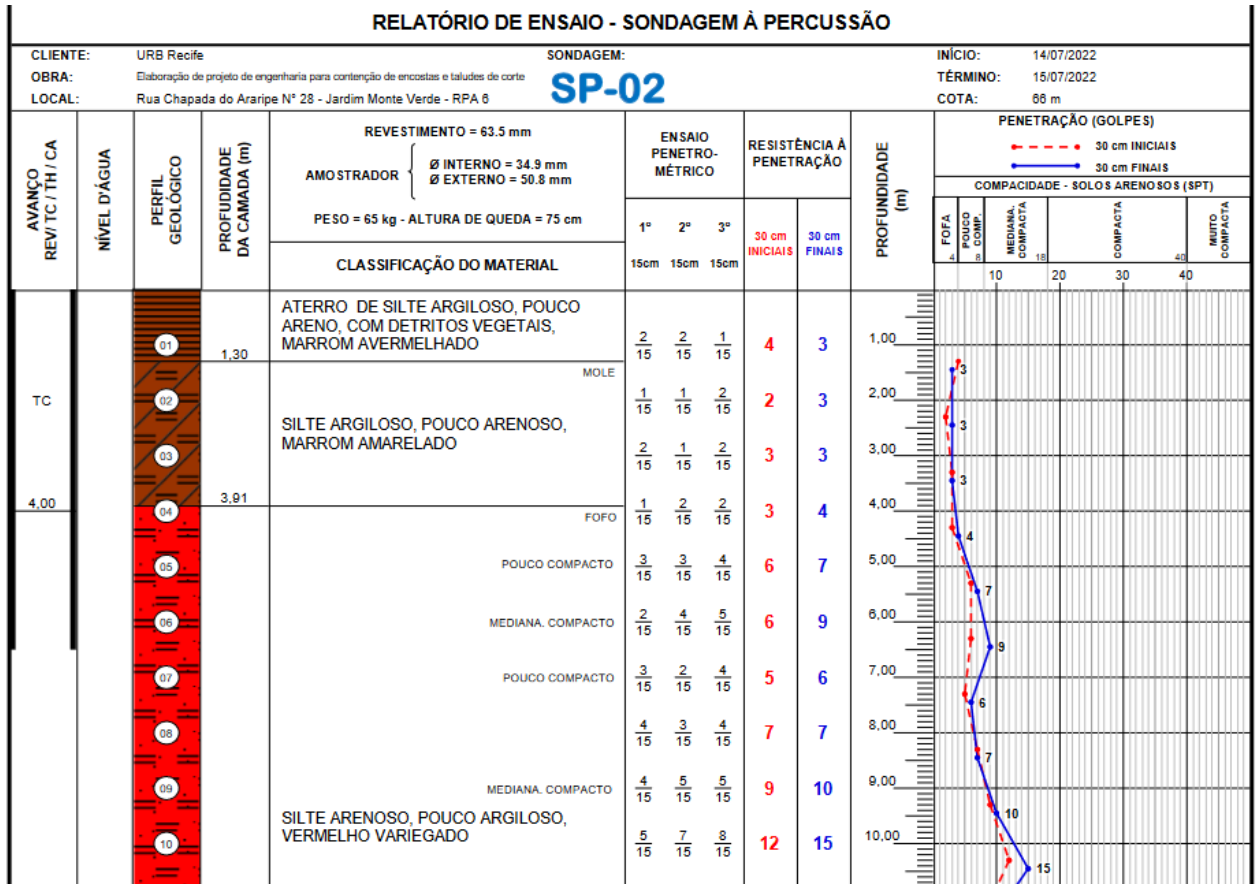 RELATÓRIO DE ENSAIO - SONDAGEM À PERCUSSÃO
CLIENTE: URB Recife
OBRA: Elaboração de projeto de engenharia para contenção de encostas e taludes de corte
LOCAL: Rua Chapada do Araripe N° 28 - Jardim Monte Verde - RPA 6
SONDAGEM:
SP-02
INÍCIO: 14/07/2022
TÉRMINO: 15/07/2022
COTA: 66 m
AVANÇO
REV/ TC / TH / CA
NÍVEL D'ÁGUA
PERFIL
GEOLÓGICO
PROFUDIDADE
DA CAMADA (m)
REVESTIMENTO = 63.5 mm
AMOSTRADOR
Ø INTERNO = 34.9 mm
Ø EXTERNO = 50.8 mm
PESO = 65 kg - ALTURA DE QUEDA = 75 cm
CLASSIFICAÇÃO DO MATERIAL
ENSAIO
PENETRO-
MÉTRICO
1° 2° 3°
15cm 15cm 15cm
RESISTÊNCIA À
PENETRAÇÃO
30 cm
INICIAIS
30 cm
FINAIS
PROFUNDIDADE
(m)
PENETRAÇÃO (GOLPES)
30 cm INICIAIS
30 cm FINAIS
COMPACIDADE - SOLOS ARENOSOS (SPT)
FOFA
POUCO
COMP.
MEDIANA.
COMPACTA
COMPACTA
MUITO
COMPACTA
4 8 18 40
10 20 30 40
TC
4,00
01
02
03
04
05
06
07
08
09
10
1,30
3,91
ATERRO DE SILTE ARGILOSO, POUCO
ARENO, COM DETRITOS VEGETAIS,
MARROM AVERMELHADO
MOLE
SILTE ARGILOSO, POUCO ARENOSO,
MARROM AMARELADO
FOFO
POUCO COMPACTO
MEDIANA. COMPACTO
POUCO COMPACTO
MEDIANA. COMPACTO
SILTE ARENOSO, POUCO ARGILOSO,
VERMELHO VARIEGADO
2/15 2/15 1/15 4 3
1/15 1/15 2/15 2 3
2/15 1/15 2/15 3 3
1/15 2/15 2/15 3 4
3/15 3/15 4/15 6 7
2/15 4/15 5/15 6 9
3/15 2/15 4/15 5 6
4/15 3/15 4/15 7 7
4/15 5/15 5/15 9 10
5/15 7/15 8/15 12 15
1,00
2,00
3,00
4,00
5,00
6,00
7,00
8,00
9,00
10,00
3
3
3
4
7
9
6
7
10
15